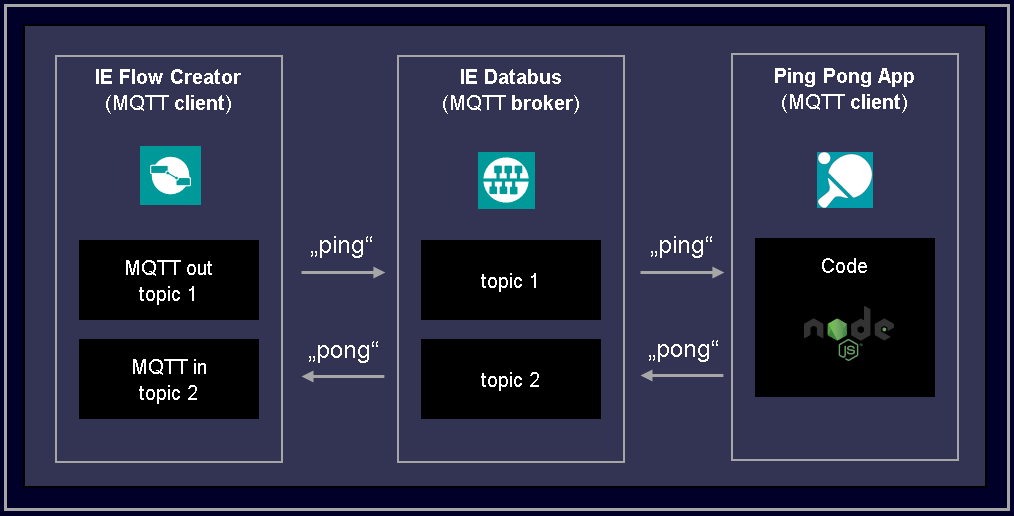 IE Flow Creator
(MQTT client)
MQTT out
topic 1
MQTT in
topic 2
„ping“
„pong“
IE Databus
(MQTT broker)
topic 1
topic 2
„ping“
„pong“
Ping Pong App
(MQTT client)
Code
node
JS